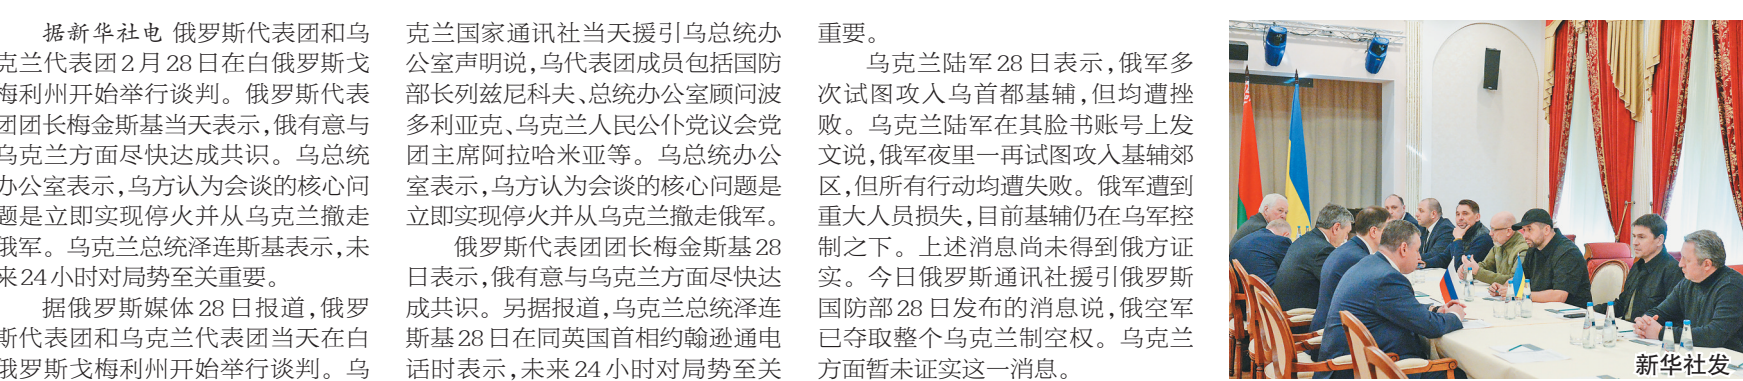 据新华社电 俄罗斯代表团和乌
克兰代表团2月28日在白俄罗斯戈
梅利州开始举行谈判。俄罗斯代表
团团长梅金斯基当天表示,俄有意与
乌克兰方面尽快达成共识。乌总统
办公室表示,乌方认为会谈的核心问
题是立即实现停火并从乌克兰撤走
俄军。乌克兰总统泽连斯基表示,未
来24小时对局势至关重要。
据俄罗斯媒体28日报道,俄罗
斯代表团和乌克兰代表团当天在白
俄罗斯戈梅利州开始举行谈判。乌
克兰国家通讯社当天援引乌总统办
公室声明说,乌代表团成员包括国防
部长列兹尼科夫、总统办公室顾问波
多利亚克、乌克兰人民公仆党议会党
团主席阿拉哈米亚等。乌总统办公
室表示,乌方认为会谈的核心问题是
立即实现停火并从乌克兰撤走俄军。
俄罗斯代表团团长梅金斯基28
日表示,俄有意与乌克兰方面尽快达
成共识。另据报道,乌克兰总统泽连
斯基28日在同英国首相约翰逊通电
话时表示,未来24小时对局势至关
重要。
乌克兰陆军28日表示,俄军多
次试图攻入乌首都基辅,但均遭挫
败。乌克兰陆军在其脸书账号上发
文说,俄军夜里一再试图攻入基辅郊
区,但所有行动均遭失败。俄军遭到
重大人员损失,目前基辅仍在乌军控
制之下。上述消息尚未得到俄方证
实。今日俄罗斯通讯社援引俄罗斯
国防部28日发布的消息说,俄空军
已夺取整个乌克兰制空权。乌克兰
方面暂未证实这一消息。
新华社发